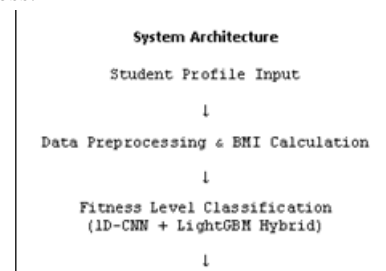 System Architecture
Student Profile Input
↓
Data Preprocessing & BMI Calculation
↓
Fitness Level Classification
(1D-CNN + LightGBM Hybrid)
↓